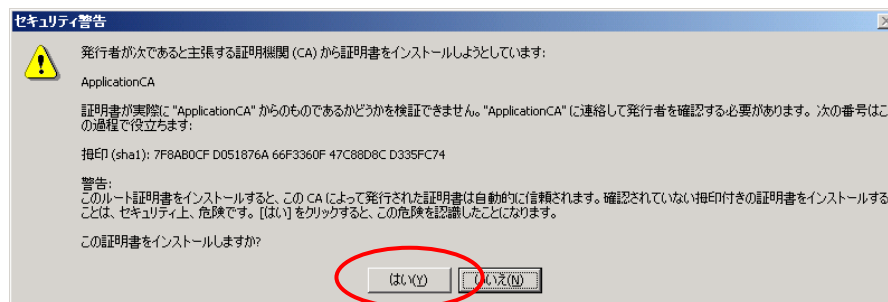 セキュリティ警告
発行者が次であると主張する証明機関 (CA) から証明書をインストールしようとしています:
ApplicationCA
証明書が実際に "ApplicationCA" からのものであるかどうかを検証できません。"ApplicationCA" に連絡して発行者を確認する必要があります。次の番号はこ
の過程で役立ちます:
拇印 (sha1): 7F8AB0CF D051876A 66F3360F 47C88D8C D335FC74
警告:
このルート証明書をインストールすると、この CA によって発行された証明書は自動的に信頼されます。確認されていない拇印付きの証明書をインストールする
ことは、セキュリティ上、危険です。[はい] をクリックすると、この危険を認識したことになります。
この証明書をインストールしますか?
はい(Y)
いいえ(N)